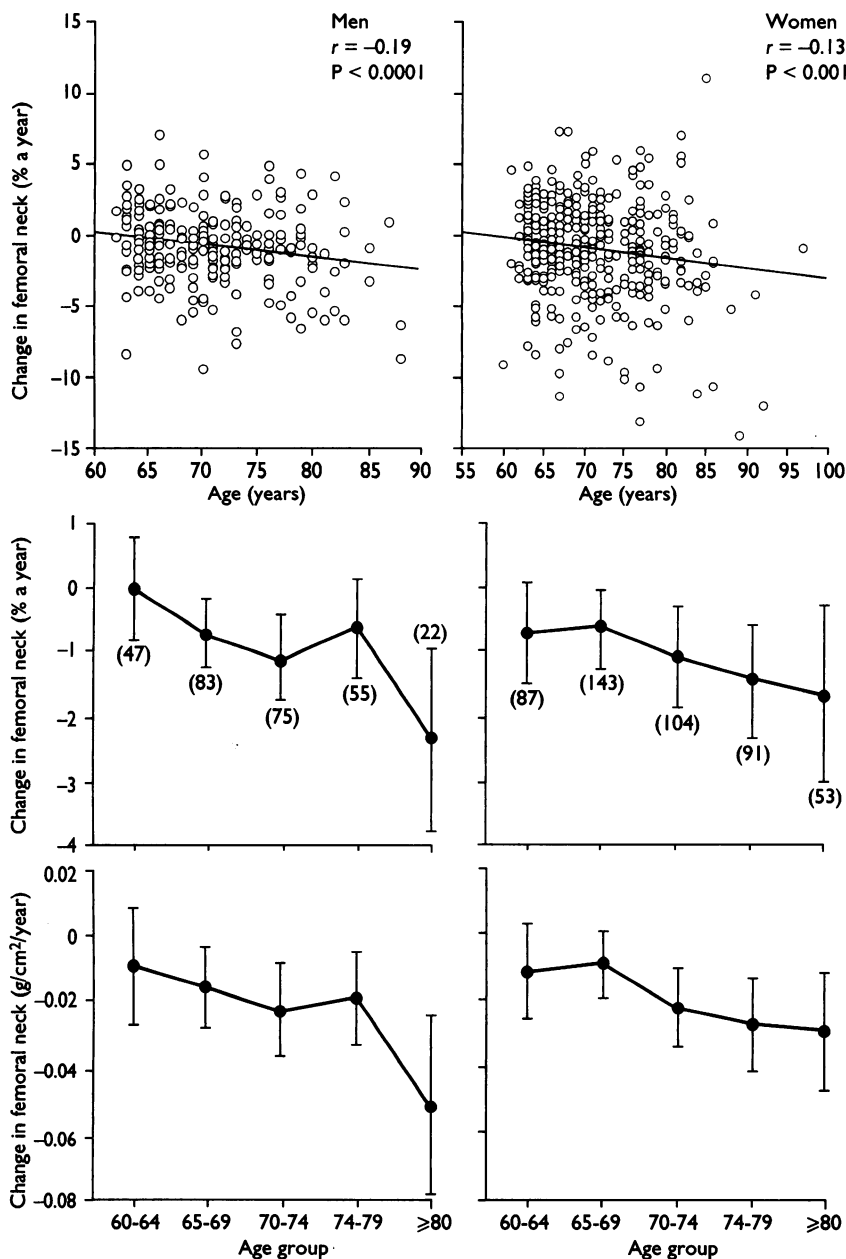 Men
r = –0.19
P < 0.0001
Women
r = –0.13
P < 0.001
Change in femoral neck (% a year)
15
10
5
0
–5
–10
–15
60 65 70 75 80 85 90
Age (years)
55 60 65 70 75 80 85 90 95 100
Age (years)
Change in femoral neck (% a year)
1
0
–1
–2
–3
–4
(47)
(83)
(75)
(55)
(22)
(87)
(143)
(104)
(91)
(53)
Change in femoral neck (g/cm²/year)
0.02
0
–0.02
–0.04
–0.06
–0.08
60-64 65-69 70-74 74-79 ⩾80
Age group
60-64 65-69 70-74 74-79 ⩾80
Age group